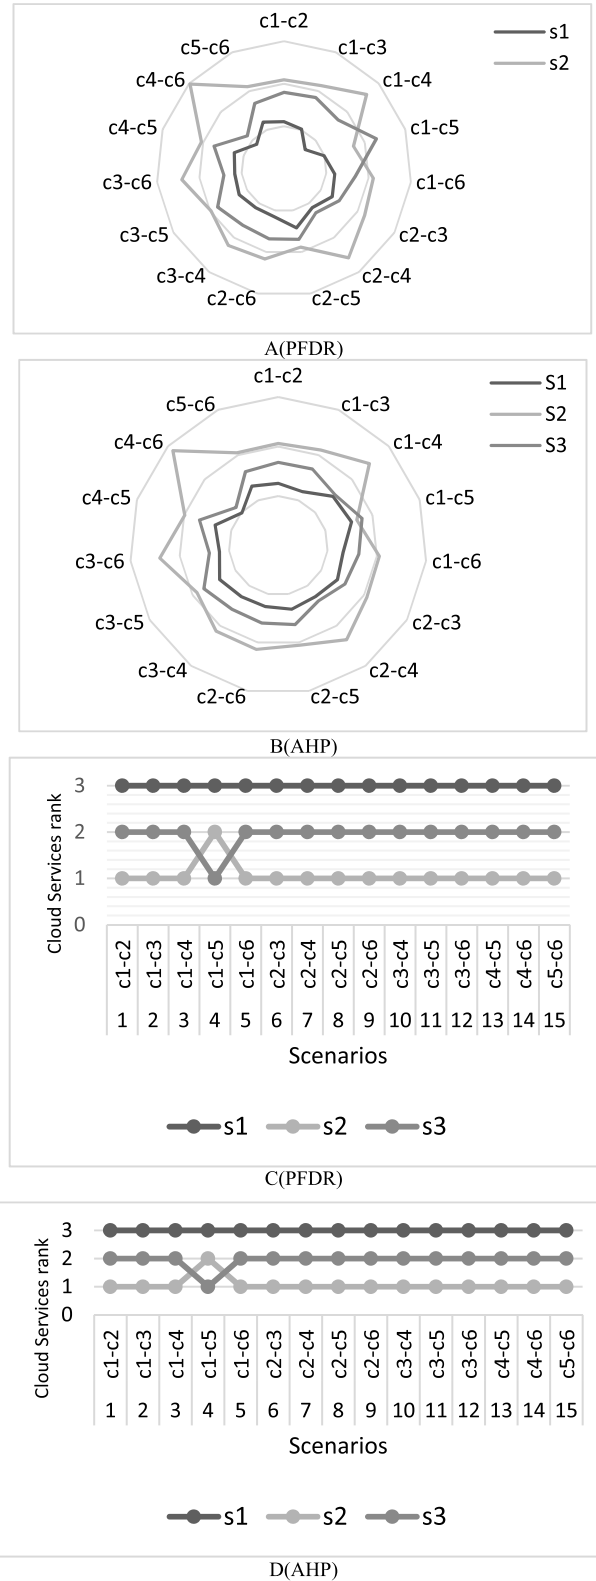 c1-c2
c5-c6
c1-c3
s1
s2
c4-c6
c1-c4
c4-c5
c1-c5
c3-c6
c1-c6
c3-c5
c2-c3
c3-c4
c2-c4
c2-c6
c2-c5
A(PFDR)
c1-c2
c5-c6
c1-c3
S1
S2
S3
c4-c6
c1-c4
c4-c5
c1-c5
c3-c6
c1-c6
c3-c5
c2-c3
c3-c4
c2-c4
c2-c6
c2-c5
B(AHP)
Cloud Services rank
3
2
1
0
c1-c2 c1-c3 c1-c4 c1-c5 c1-c6 c2-c3 c2-c4 c2-c5 c2-c6 c3-c4 c3-c5 c3-c6 c4-c5 c4-c6 c5-c6
1 2 3 4 5 6 7 8 9 10 11 12 13 14 15
Scenarios
s1 s2 s3
C(PFDR)
Cloud Services rank
3
2
1
0
c1-c2 c1-c3 c1-c4 c1-c5 c1-c6 c2-c3 c2-c4 c2-c5 c2-c6 c3-c4 c3-c5 c3-c6 c4-c5 c4-c6 c5-c6
1 2 3 4 5 6 7 8 9 10 11 12 13 14 15
Scenarios
s1 s2 s3
D(AHP)